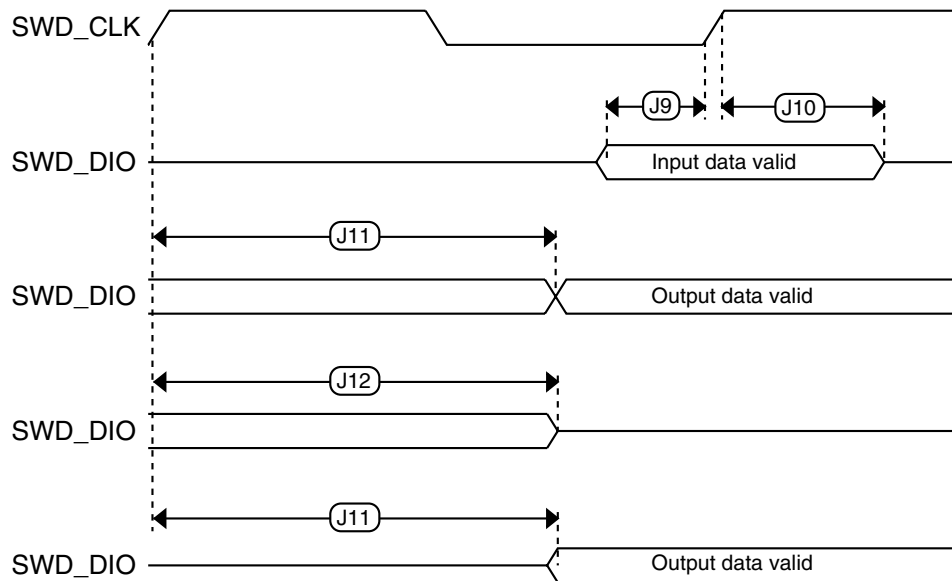 SWD_CLK
J9
J10
SWD_DIO
Input data valid
J11
SWD_DIO
Output data valid
J12
SWD_DIO
J11
SWD_DIO
Output data valid